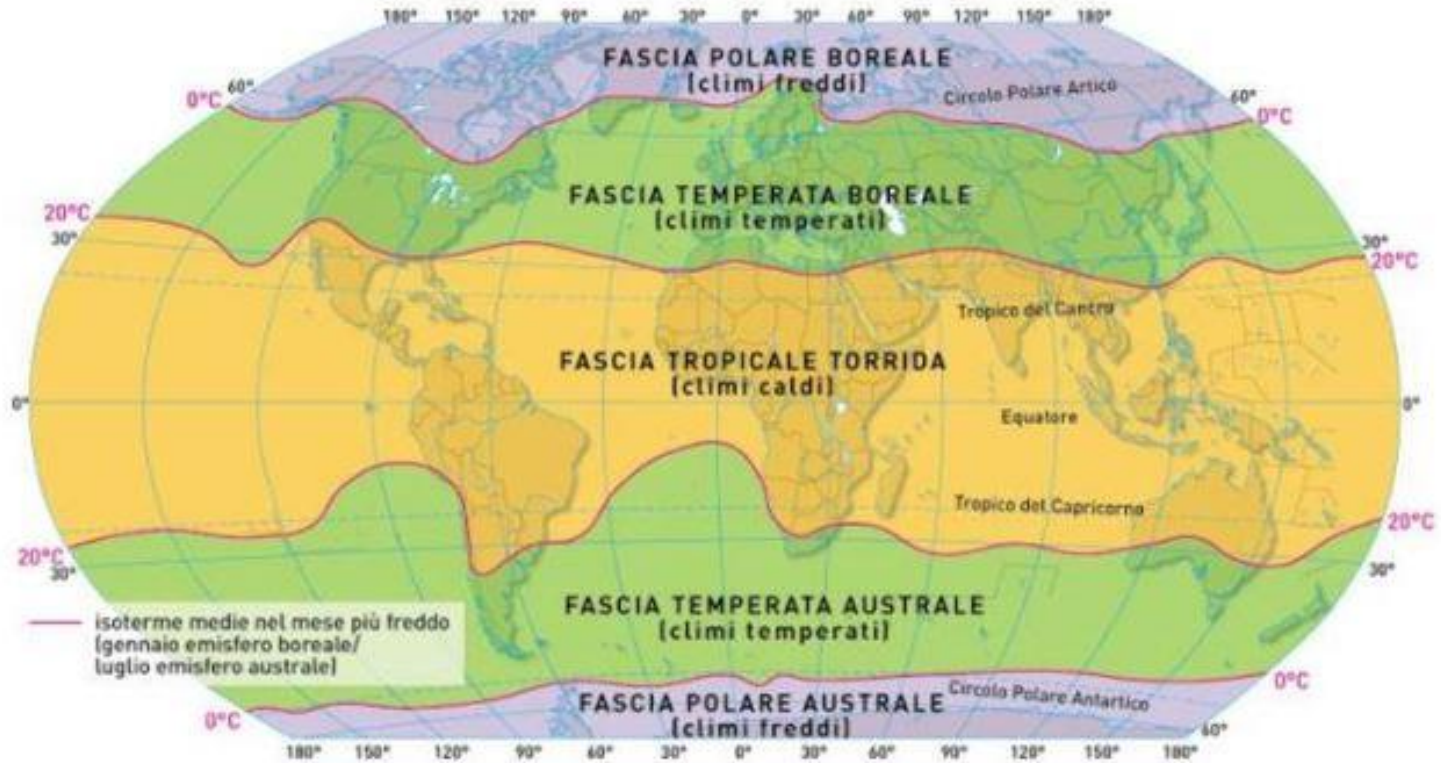 180° 150° 120° 90° 60° 30° 0° 30° 60° 90° 120° 150° 180°
FASCIA POLARE BOREALE
(climi freddi)
Circolo Polare Artico
60°
0°C
60°
0°C
FASCIA TEMPERATA BOREALE
(climi temperati)
20°C
30°
30°
20°C
Tropico del Cancro
FASCIA TROPICALE TORRIDA
(climi caldi)
0°
Equatore
0°
Tropico del Capricorno
20°C
20°C
30°
30°
FASCIA TEMPERATA AUSTRALE
(climi temperati)
isoterme medie nel mese più freddo
(gennaio emisfero boreale/
luglio emisfero australe)
0°C
Circolo Polare Antartico
FASCIA POLARE AUSTRALE
(climi freddi)
0°C
60°
180° 150° 120° 90° 60° 30° 0° 30° 60° 90° 120° 150° 180°